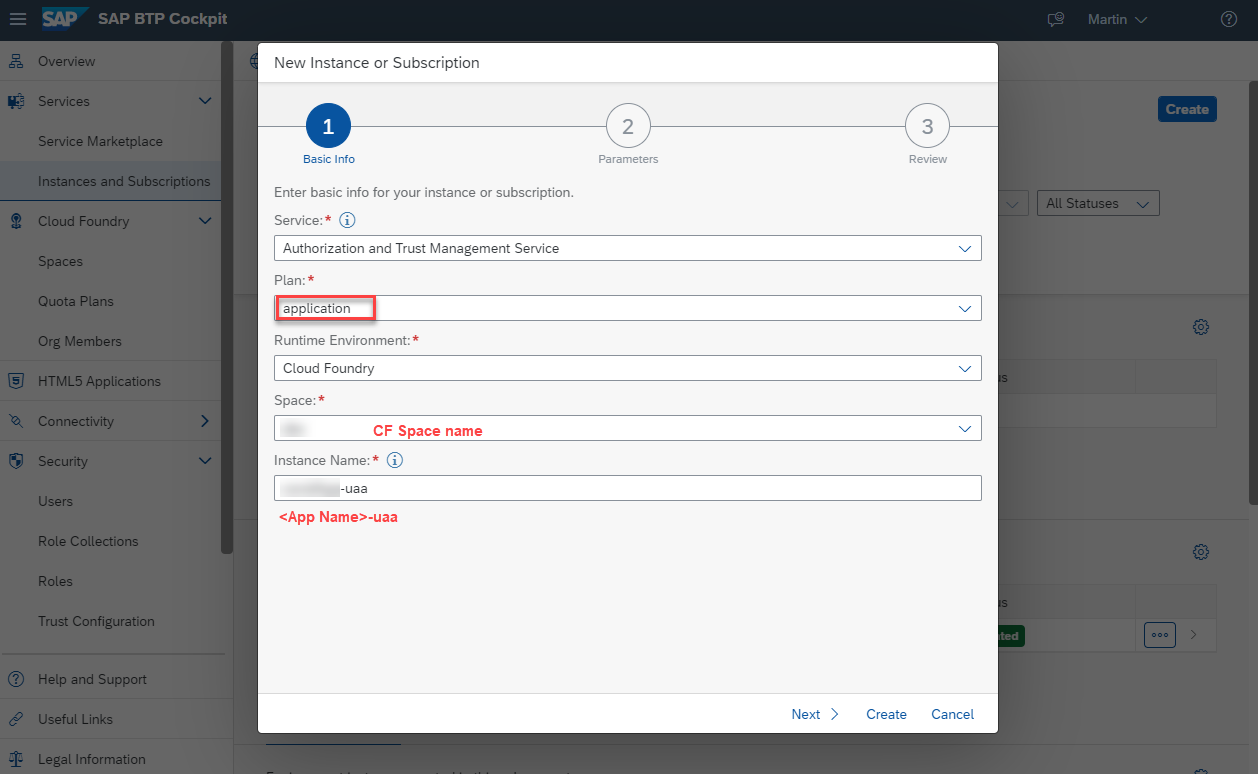 SAP SAP BTP Cockpit
Martin
Overview
Services
Service Marketplace
Instances and Subscriptions
Cloud Foundry
Spaces
Quota Plans
Org Members
HTML5 Applications
Connectivity
Security
Users
Role Collections
Roles
Trust Configuration
Help and Support
Useful Links
Legal Information
New Instance or Subscription
1
2
3
Basic Info
Parameters
Review
Enter basic info for your instance or subscription.
Service:*
Authorization and Trust Management Service
Plan:*
application
Runtime Environment:*
Cloud Foundry
Space:*
CF Space name
Instance Name:*
-uaa
<App Name>-uaa
Next
Create
Cancel
Create
All Statuses